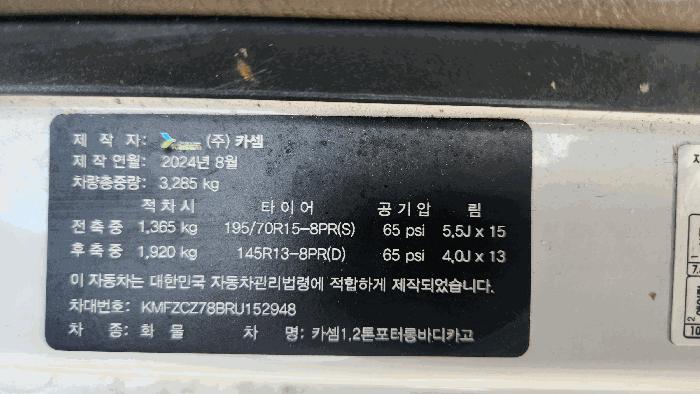 제 작 자: (주) 카셈
제작연월: 2024년 8월
차량총중량: 3,285 kg
적차시 타이어 공기압 림
전축중 1,365 kg 195/70R15-8PR(S) 65 psi 5,5J x 15
후축중 1,920 kg 145R13-8PR(D) 65 psi 4,0J x 13
이 자동차는 대한민국 자동차관리법령에 적합하게 제작되었습니다.
차대번호: KMFZCZ78BRU152948
차 종: 화 물 차 명: 카셈1,2톤포터롱바디카고